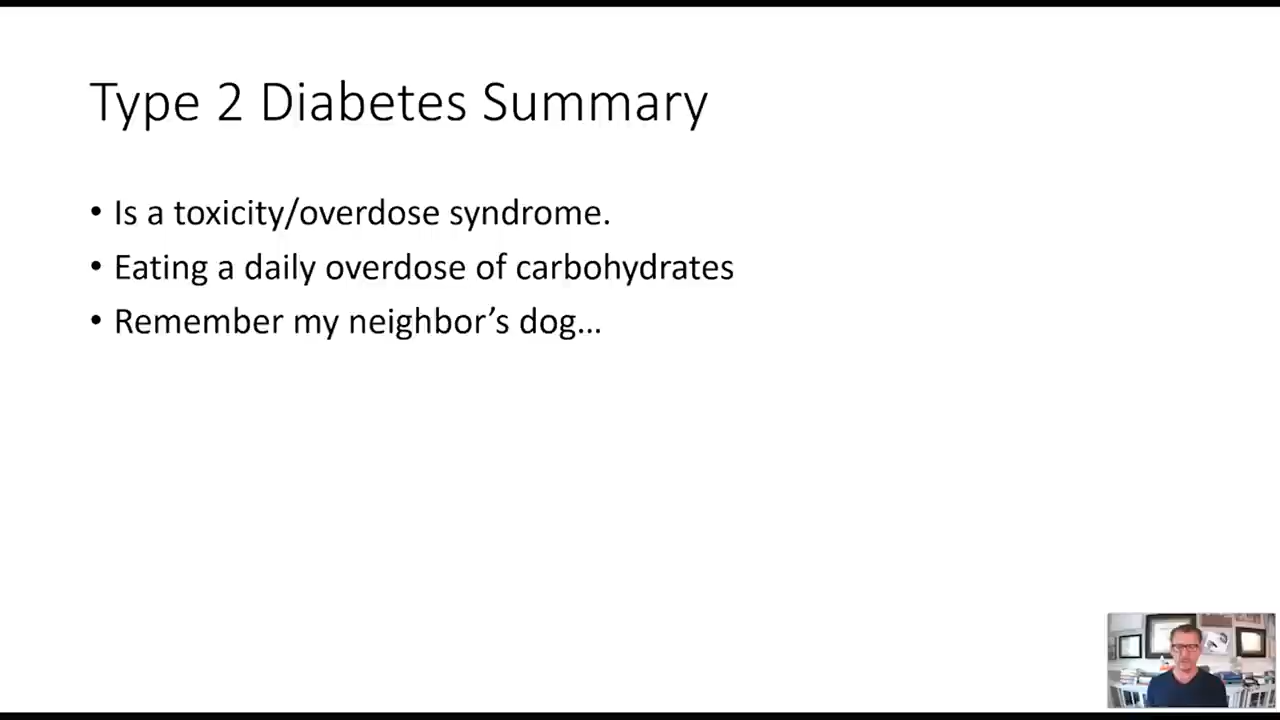 Type 2 Diabetes Summary
• Is a toxicity/overdose syndrome.
• Eating a daily overdose of carbohydrates
• Remember my neighbor’s dog…